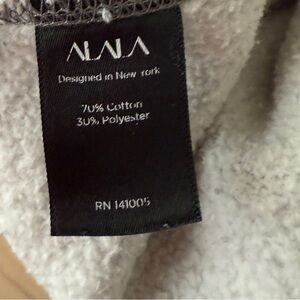 ALALA
Designed in New York
70% Cotton
30% Polyester
RN 141005